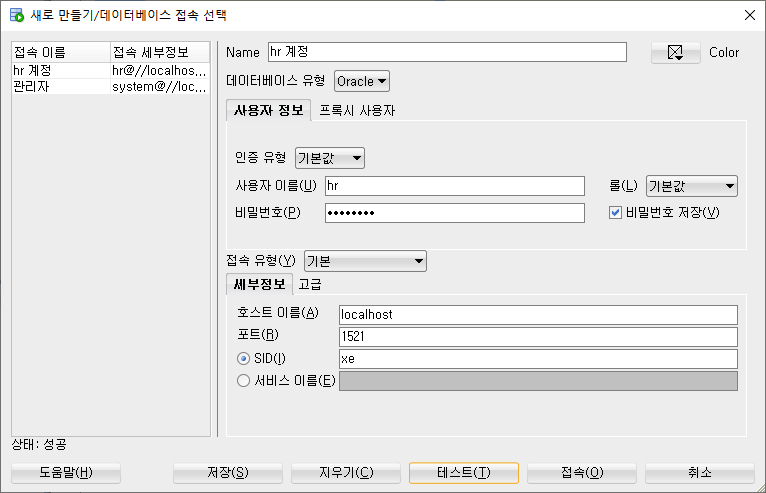 새로 만들기/데이터베이스 접속 선택
접속 이름 접속 세부정보
hr 계정 hr@//localhos...
관리자 system@//loc...
Name hr 계정 Color
데이터베이스 유형 Oracle
사용자 정보 프록시 사용자
인증 유형 기본값
사용자 이름(U) hr 롤(L) 기본값
비밀번호(P) •••••••• 비밀번호 저장(V)
접속 유형(Y) 기본
세부정보 고급
호스트 이름(A) localhost
포트(R) 1521
SID(I) xe
서비스 이름(E)
상태: 성공
도움말(H) 저장(S) 지우기(C) 테스트(T) 접속(O) 취소